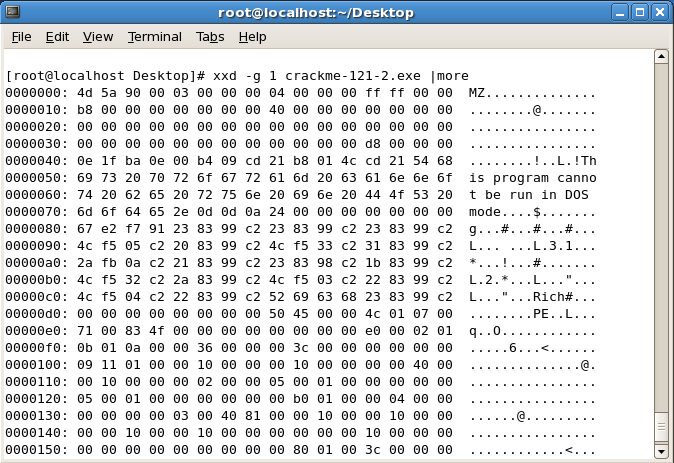 root@localhost:~/Desktop
File Edit View Terminal Tabs Help
[root@localhost Desktop]# xxd -g 1 crackme-121-2.exe |more
0000000: 4d 5a 90 00 03 00 00 00 04 00 00 00 ff ff 00 00  MZ..............
0000010: b8 00 00 00 00 00 00 00 40 00 00 00 00 00 00 00  ........@.......
0000020: 00 00 00 00 00 00 00 00 00 00 00 00 00 00 00 00  ................
0000030: 00 00 00 00 00 00 00 00 00 00 00 00 d8 00 00 00  ................
0000040: 0e 1f ba 0e 00 b4 09 cd 21 b8 01 4c cd 21 54 68  ........!..L.!Th
0000050: 69 73 20 70 72 6f 67 72 61 6d 20 63 61 6e 6e 6f  is program canno
0000060: 74 20 62 65 20 72 75 6e 20 69 6e 20 44 4f 53 20  t be run in DOS
0000070: 6d 6f 64 65 2e 0d 0d 0a 24 00 00 00 00 00 00 00  mode....$.......
0000080: 67 e2 f7 91 23 83 99 c2 23 83 99 c2 23 83 99 c2  g...#...#...#...
0000090: 4c f5 05 c2 20 83 99 c2 4c f5 33 c2 31 83 99 c2  L... ...L.3.1...
00000a0: 2a fb 0a c2 21 83 99 c2 23 83 98 c2 1b 83 99 c2  *...!...#.......
00000b0: 4c f5 32 c2 2a 83 99 c2 4c f5 03 c2 22 83 99 c2  L.2.*...L..."...
00000c0: 4c f5 04 c2 22 83 99 c2 52 69 63 68 23 83 99 c2  L..."...Rich#...
00000d0: 00 00 00 00 00 00 00 00 50 45 00 00 4c 01 07 00  ........PE..L...
00000e0: 71 00 83 4f 00 00 00 00 00 00 00 00 e0 00 02 01  q..O............
00000f0: 0b 01 0a 00 00 36 00 00 00 3c 00 00 00 00 00 00  .....6...<......
0000100: 09 11 01 00 00 10 00 00 00 10 00 00 00 00 40 00  ..............@.
0000110: 00 10 00 00 00 02 00 00 05 00 01 00 00 00 00 00  ................
0000120: 05 00 01 00 00 00 00 00 00 b0 01 00 00 04 00 00  ................
0000130: 00 00 00 00 03 00 40 81 00 00 10 00 00 10 00 00  ......@.........
0000140: 00 00 10 00 00 10 00 00 00 00 00 00 10 00 00 00  ................
0000150: 00 00 00 00 00 00 00 00 00 80 01 00 3c 00 00 00  ............<...